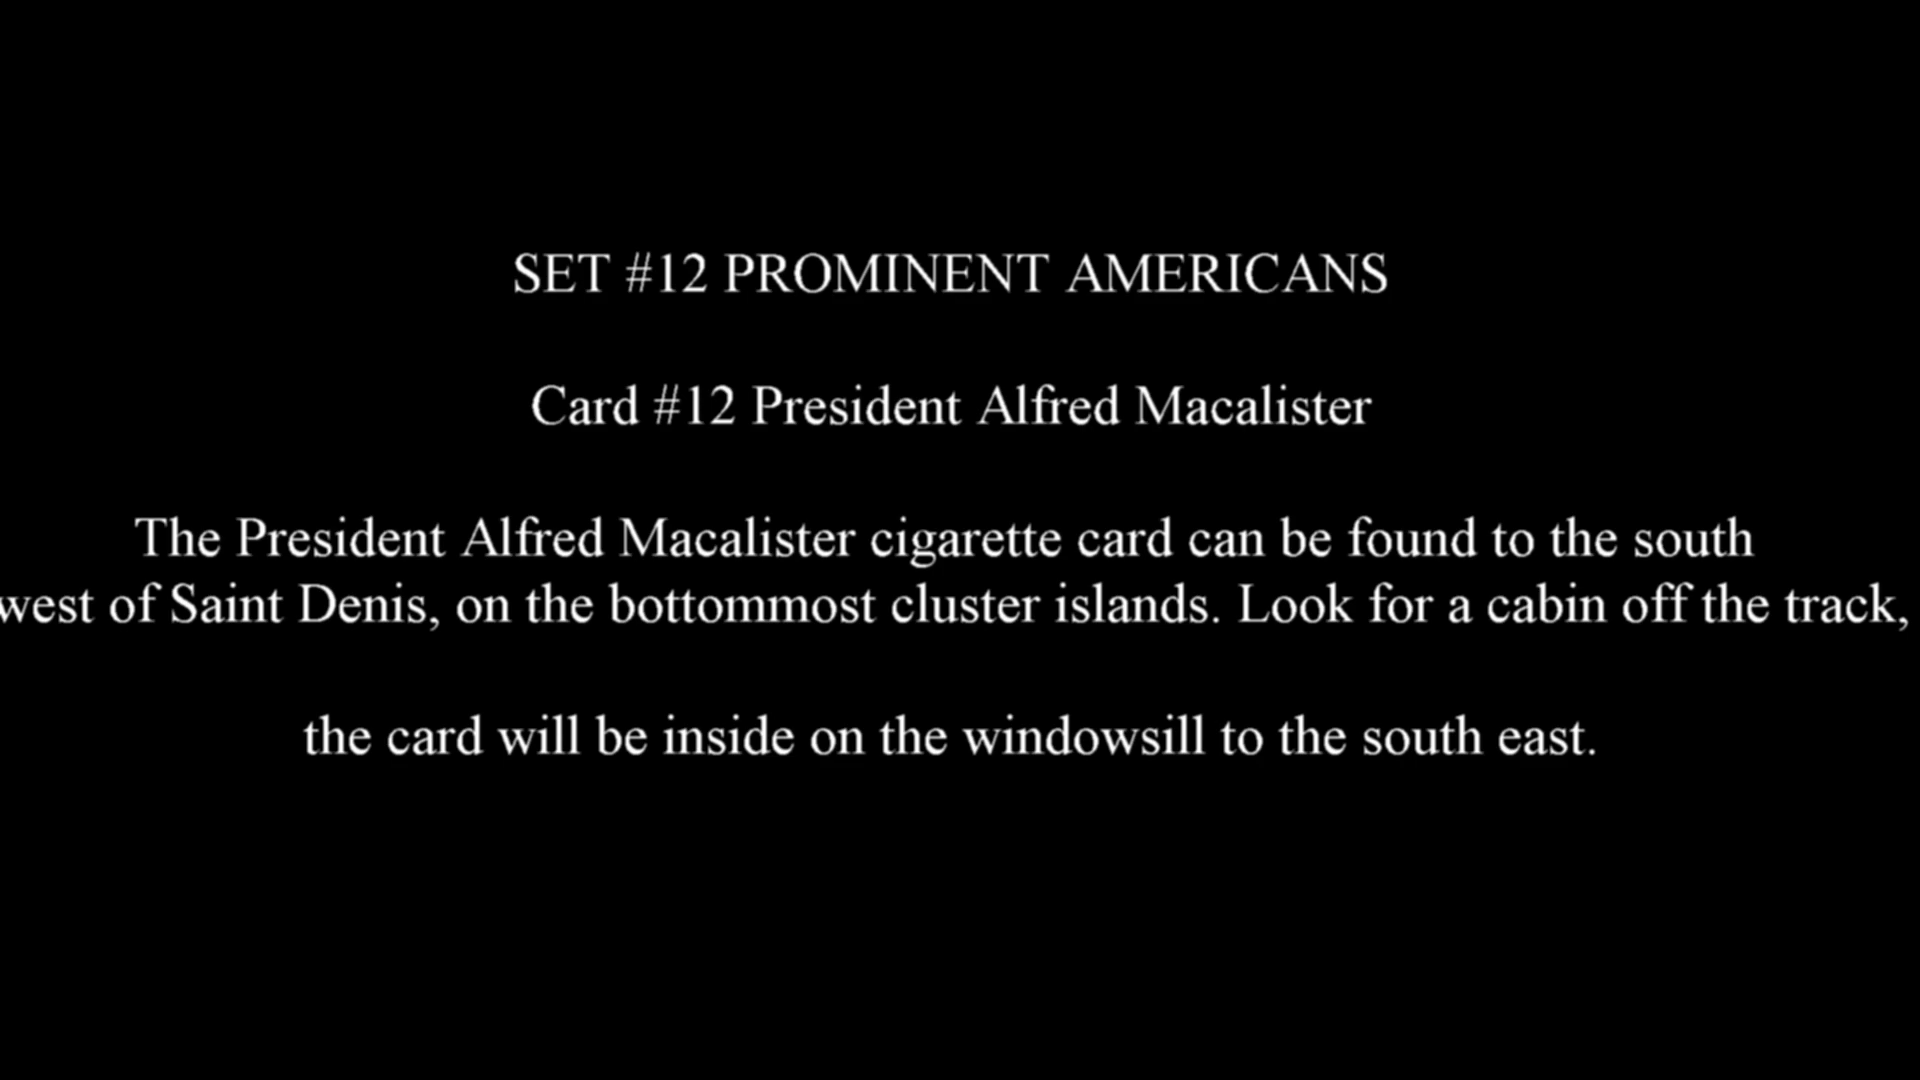 SET #12 PROMINENT AMERICANS
Card #12 President Alfred Macalister
The President Alfred Macalister cigarette card can be found to the south
west of Saint Denis, on the bottommost cluster islands. Look for a cabin off the track,
the card will be inside on the windowsill to the south east.